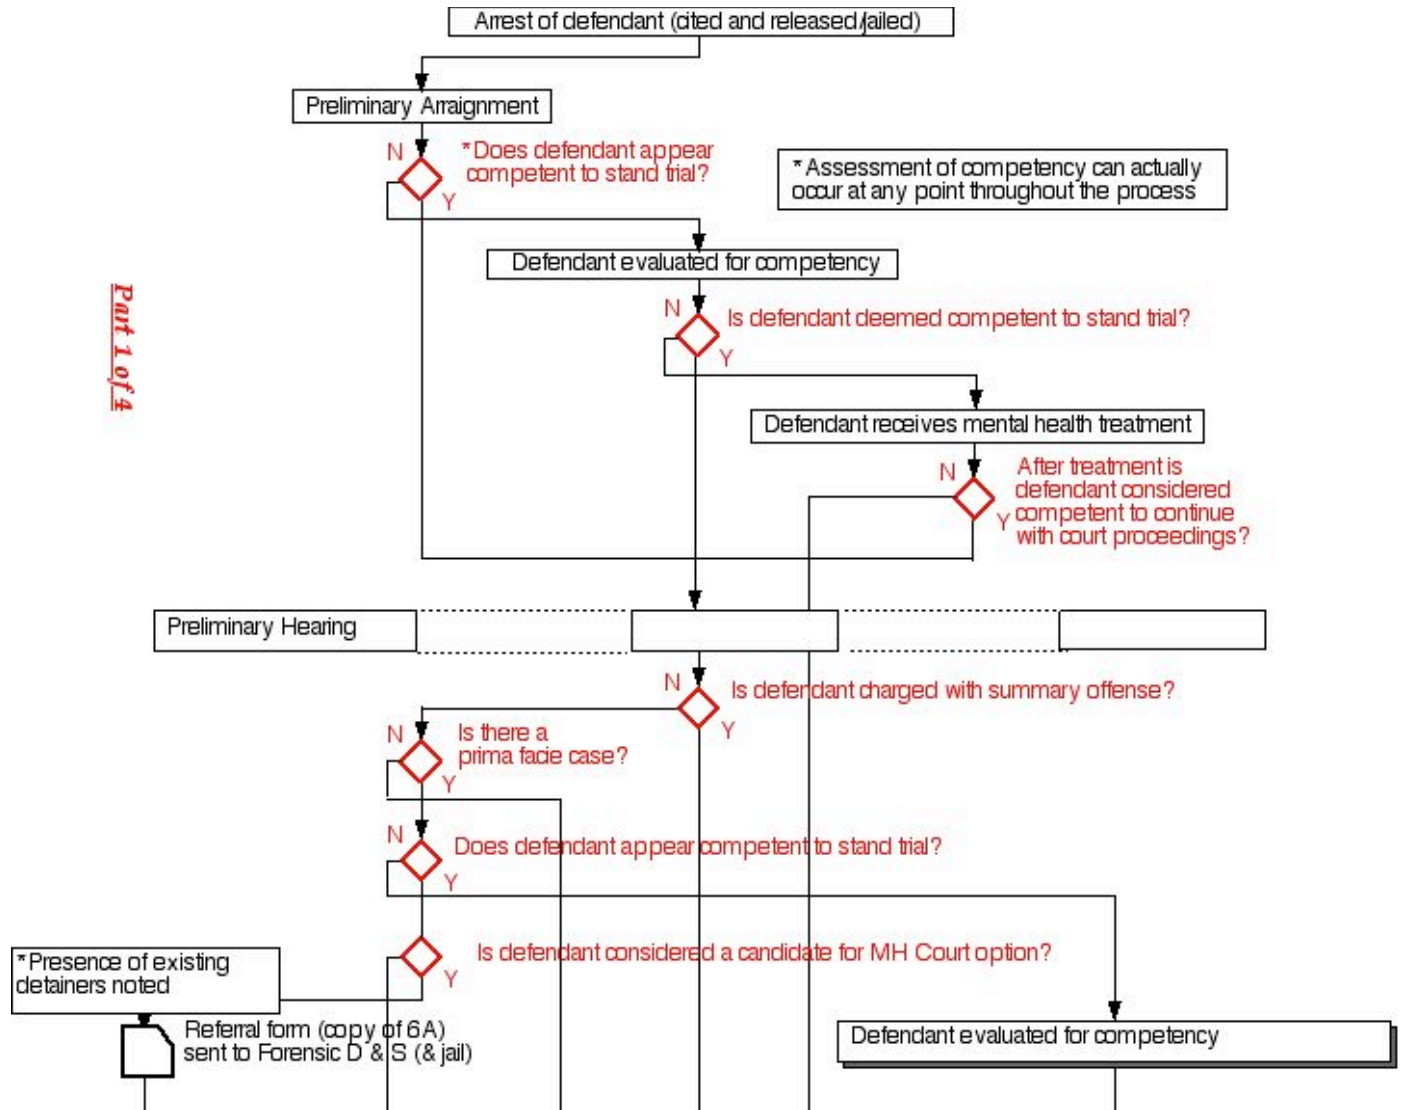 Arrest of defendant (cited and released/jailed)
Preliminary Arraignment
N
*Does defendant appear
competent to stand trial?
Y
*Assessment of competency can actually
occur at any point throughout the process
Defendant evaluated for competency
Part 1 of 4
N
Is defendant deemed competent to stand trial?
Y
Defendant receives mental health treatment
N
After treatment is
defendant considered
competent to continue
with court proceedings?
Y
Preliminary Hearing
N
Is defendant charged with summary offense?
Y
N
Is there a
prima facie case?
Y
N
Does defendant appear competent to stand trial?
Y
Is defendant considered a candidate for MH Court option?
Y
*Presence of existing
detainers noted
Referral form (copy of 6A)
sent to Forensic D & S (& jail)
Defendant evaluated for competency